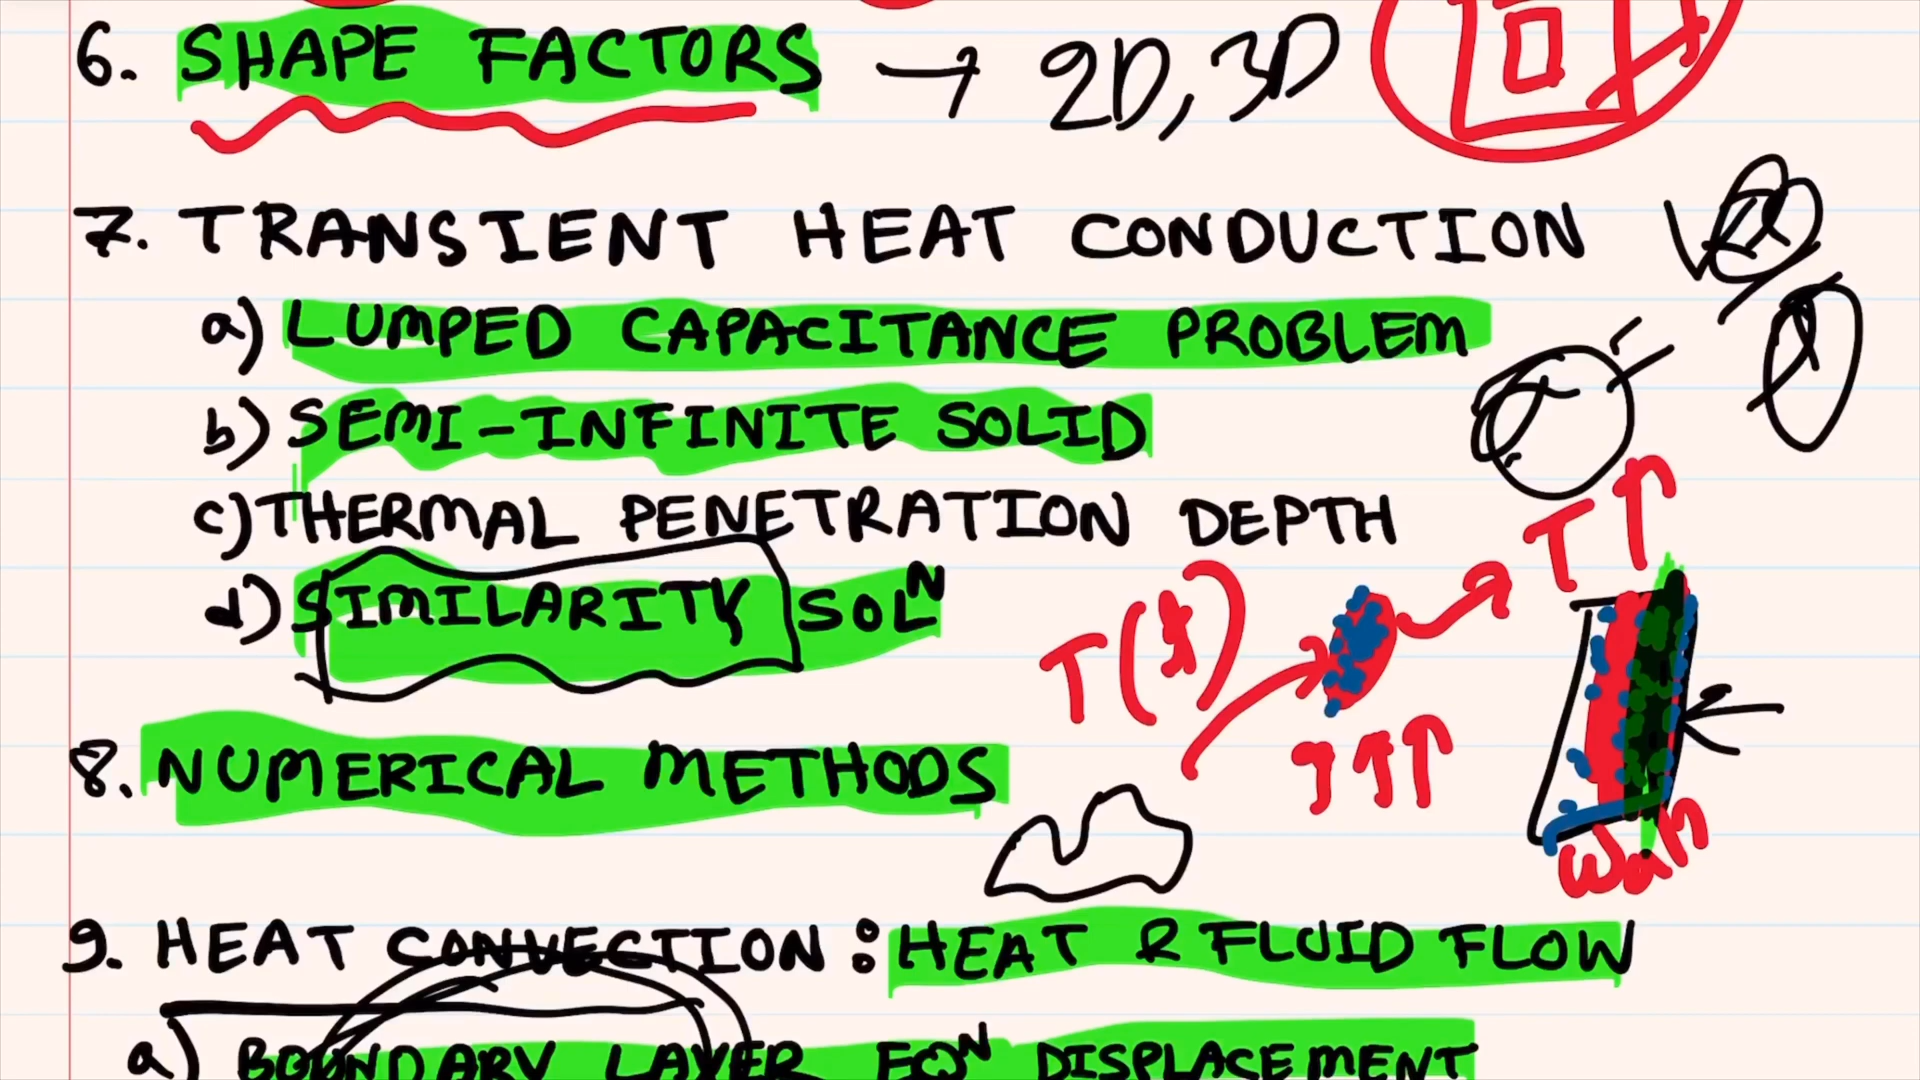 6. SHAPE FACTORS → 2D, 3D
7. TRANSIENT HEAT CONDUCTION
a) LUMPED CAPACITANCE PROBLEM
b) SEMI-INFINITE SOLID
c) THERMAL PENETRATION DEPTH
T↑
d) SIMILARITY SOLN
T(t)
↑↑↑
8. NUMERICAL METHODS
Wall
9. HEAT CONVECTION : HEAT & FLUID FLOW
a) BOUNDARY LAYER EQN DISPLACEMENT